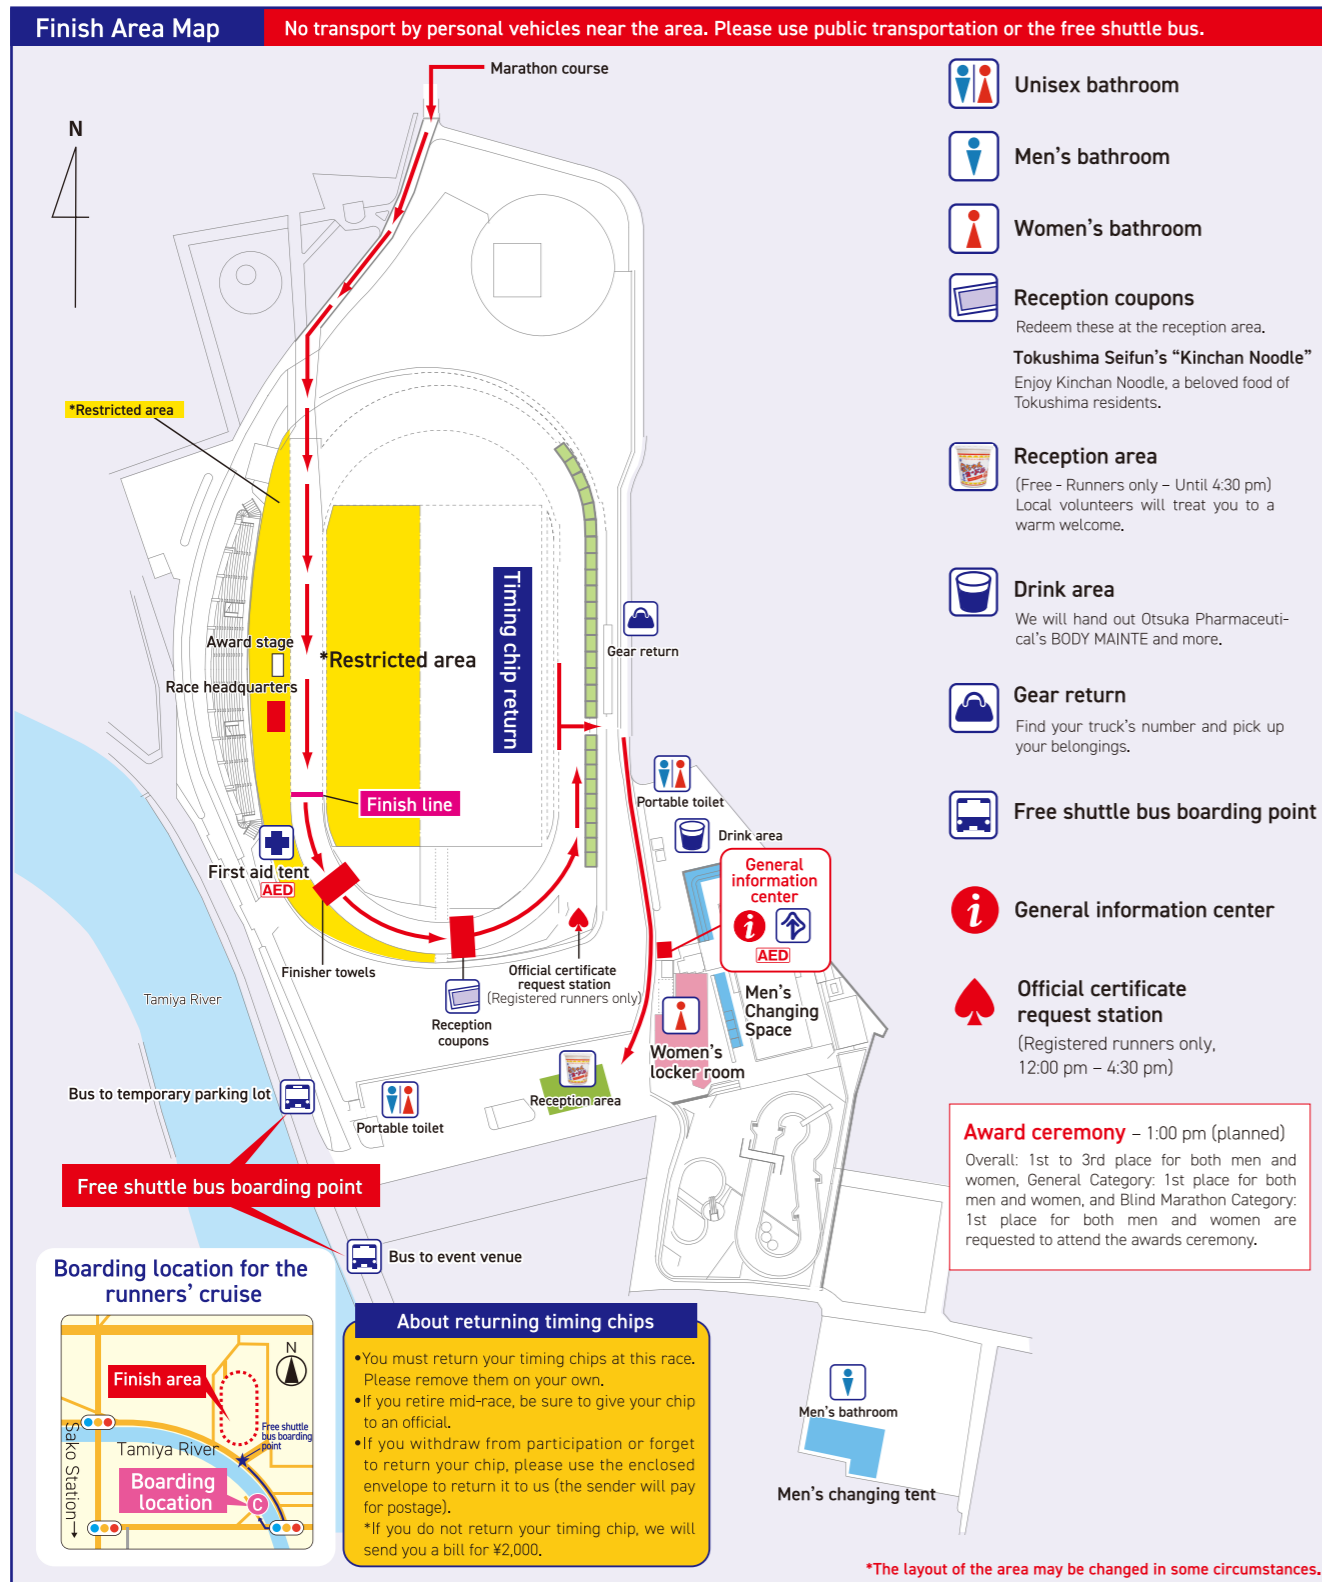 Finish Area Map
No transport by personal vehicles near the area. Please use public transportation or the free shuttle bus.
Marathon course
N
*Restricted area
Award stage
Race headquarters
*Restricted area
Timing chip return
Gear return
Finish line
Portable toilet
Drink area
First aid tent
AED
General
information
center
i
AED
Finisher towels
Official certificate
request station
(Registered runners only)
Reception
coupons
Men's
Changing
Space
Women's
locker room
Tamiya River
Reception area
Bus to temporary parking lot
Portable toilet
Free shuttle bus boarding point
Bus to event venue
Men's bathroom
Men's changing tent
Unisex bathroom
Men's bathroom
Women's bathroom
Reception coupons
Redeem these at the reception area.
Tokushima Seifun's “Kinchan Noodle”
Enjoy Kinchan Noodle, a beloved food of
Tokushima residents.
Reception area
(Free - Runners only – Until 4:30 pm)
Local volunteers will treat you to a
warm welcome.
Drink area
We will hand out Otsuka Pharmaceuti-
cal's BODY MAINTE and more.
Gear return
Find your truck's number and pick up
your belongings.
Free shuttle bus boarding point
i
General information center
Official certificate
request station
(Registered runners only,
12:00 pm – 4:30 pm)
Award ceremony – 1:00 pm (planned)
Overall: 1st to 3rd place for both men and
women, General Category: 1st place for both
men and women, and Blind Marathon Category:
1st place for both men and women are
requested to attend the awards ceremony.
Boarding location for the
runners' cruise
N
Finish area
Free shuttle
bus boarding
point
Tamiya River
Sako Station→
Boarding
location
C
About returning timing chips
•You must return your timing chips at this race.
Please remove them on your own.
•If you retire mid-race, be sure to give your chip
to an official.
•If you withdraw from participation or forget
to return your chip, please use the enclosed
envelope to return it to us (the sender will pay
for postage).
*If you do not return your timing chip, we will
send you a bill for ¥2,000.
*The layout of the area may be changed in some circumstances.